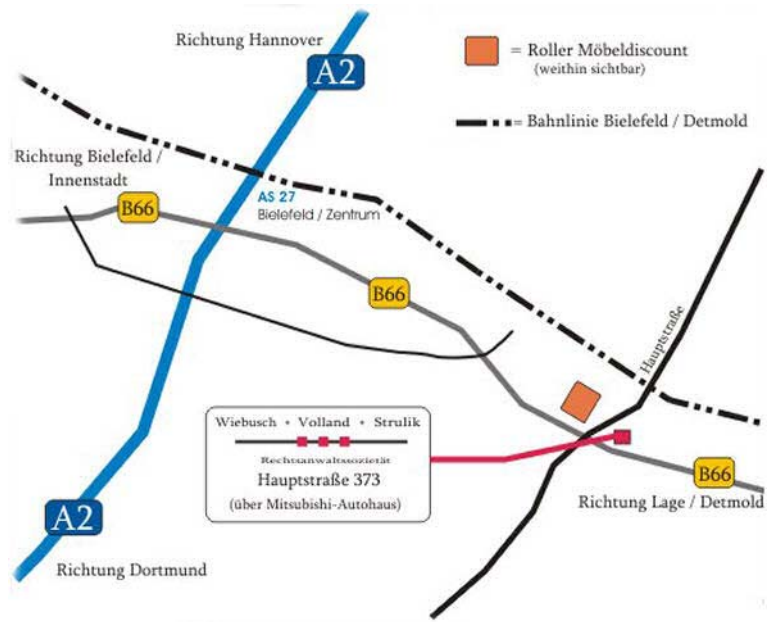 Richtung Hannover
A2
= Roller Möbeldiscount
(weithin sichtbar)
= Bahnlinie Bielefeld / Detmold
Richtung Bielefeld /
Innenstadt
AS 27
Bielefeld / Zentrum
B66
B66
Hauptstraße
Wiebusch • Volland • Strulik
Rechtsanwaltssozietät
Hauptstraße 373
(über Mitsubishi-Autohaus)
B66
Richtung Lage / Detmold
A2
Richtung Dortmund